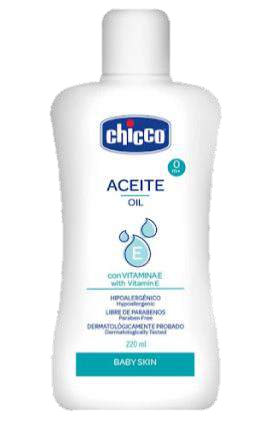 chicco
0
ACEITE
OIL
E
con VITAMINA E
with Vitamin E
HIPOALERGÉNICO
Hypoallergenic
LIBRE DE PARABENOS
Paraben Free
DERMATOLÓGICAMENTE PROBADO
Dermatologically Tested
220 ml
BABY SKIN